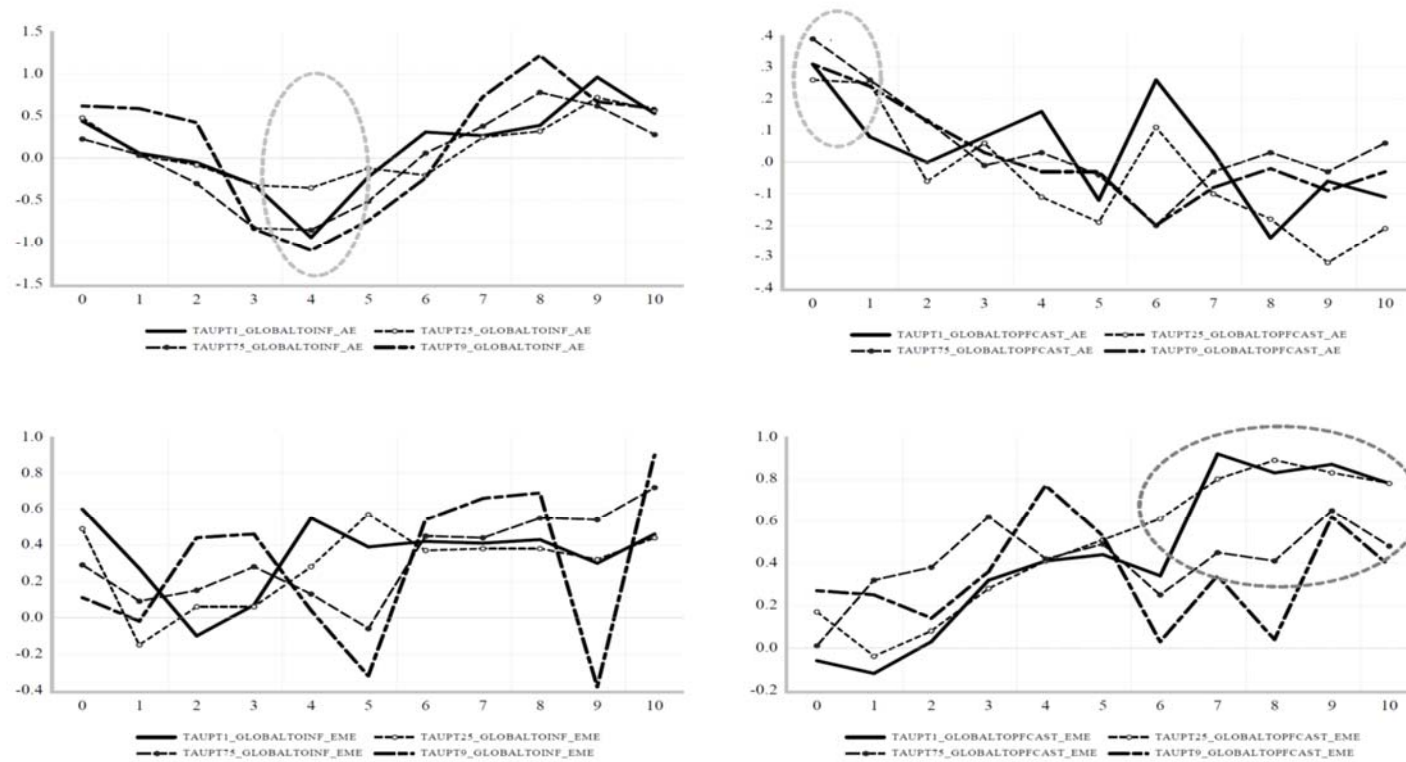 1.5
1.0
0.5
0.0
-0.5
-1.0
-1.5
0 1 2 3 4 5 6 7 8 9 10
TAUPT1_GLOBALTOINF_AE TAUPT25_GLOBALTOINF_AE
TAUPT75_GLOBALTOINF_AE TAUPT9_GLOBALTOINF_AE
.4
.3
.2
.1
.0
-.1
-.2
-.3
-.4
0 1 2 3 4 5 6 7 8 9 10
TAUPT1_GLOBALTOPFCAST_AE TAUPT25_GLOBALTOPFCAST_AE
TAUPT75_GLOBALTOPFCAST_AE TAUPT9_GLOBALTOPFCAST_AE
1.0
0.8
0.6
0.4
0.2
0.0
-0.2
-0.4
0 1 2 3 4 5 6 7 8 9 10
TAUPT1_GLOBALTOINF_EME TAUPT25_GLOBALTOINF_EME
TAUPT75_GLOBALTOINF_EME TAUPT9_GLOBALTOINF_EME
1.0
0.8
0.6
0.4
0.2
0.0
-0.2
0 1 2 3 4 5 6 7 8 9 10
TAUPT1_GLOBALTOPFCAST_EME TAUPT25_GLOBALTOPFCAST_EME
TAUPT75_GLOBALTOPFCAST_EME TAUPT9_GLOBALTOPFCAST_EME